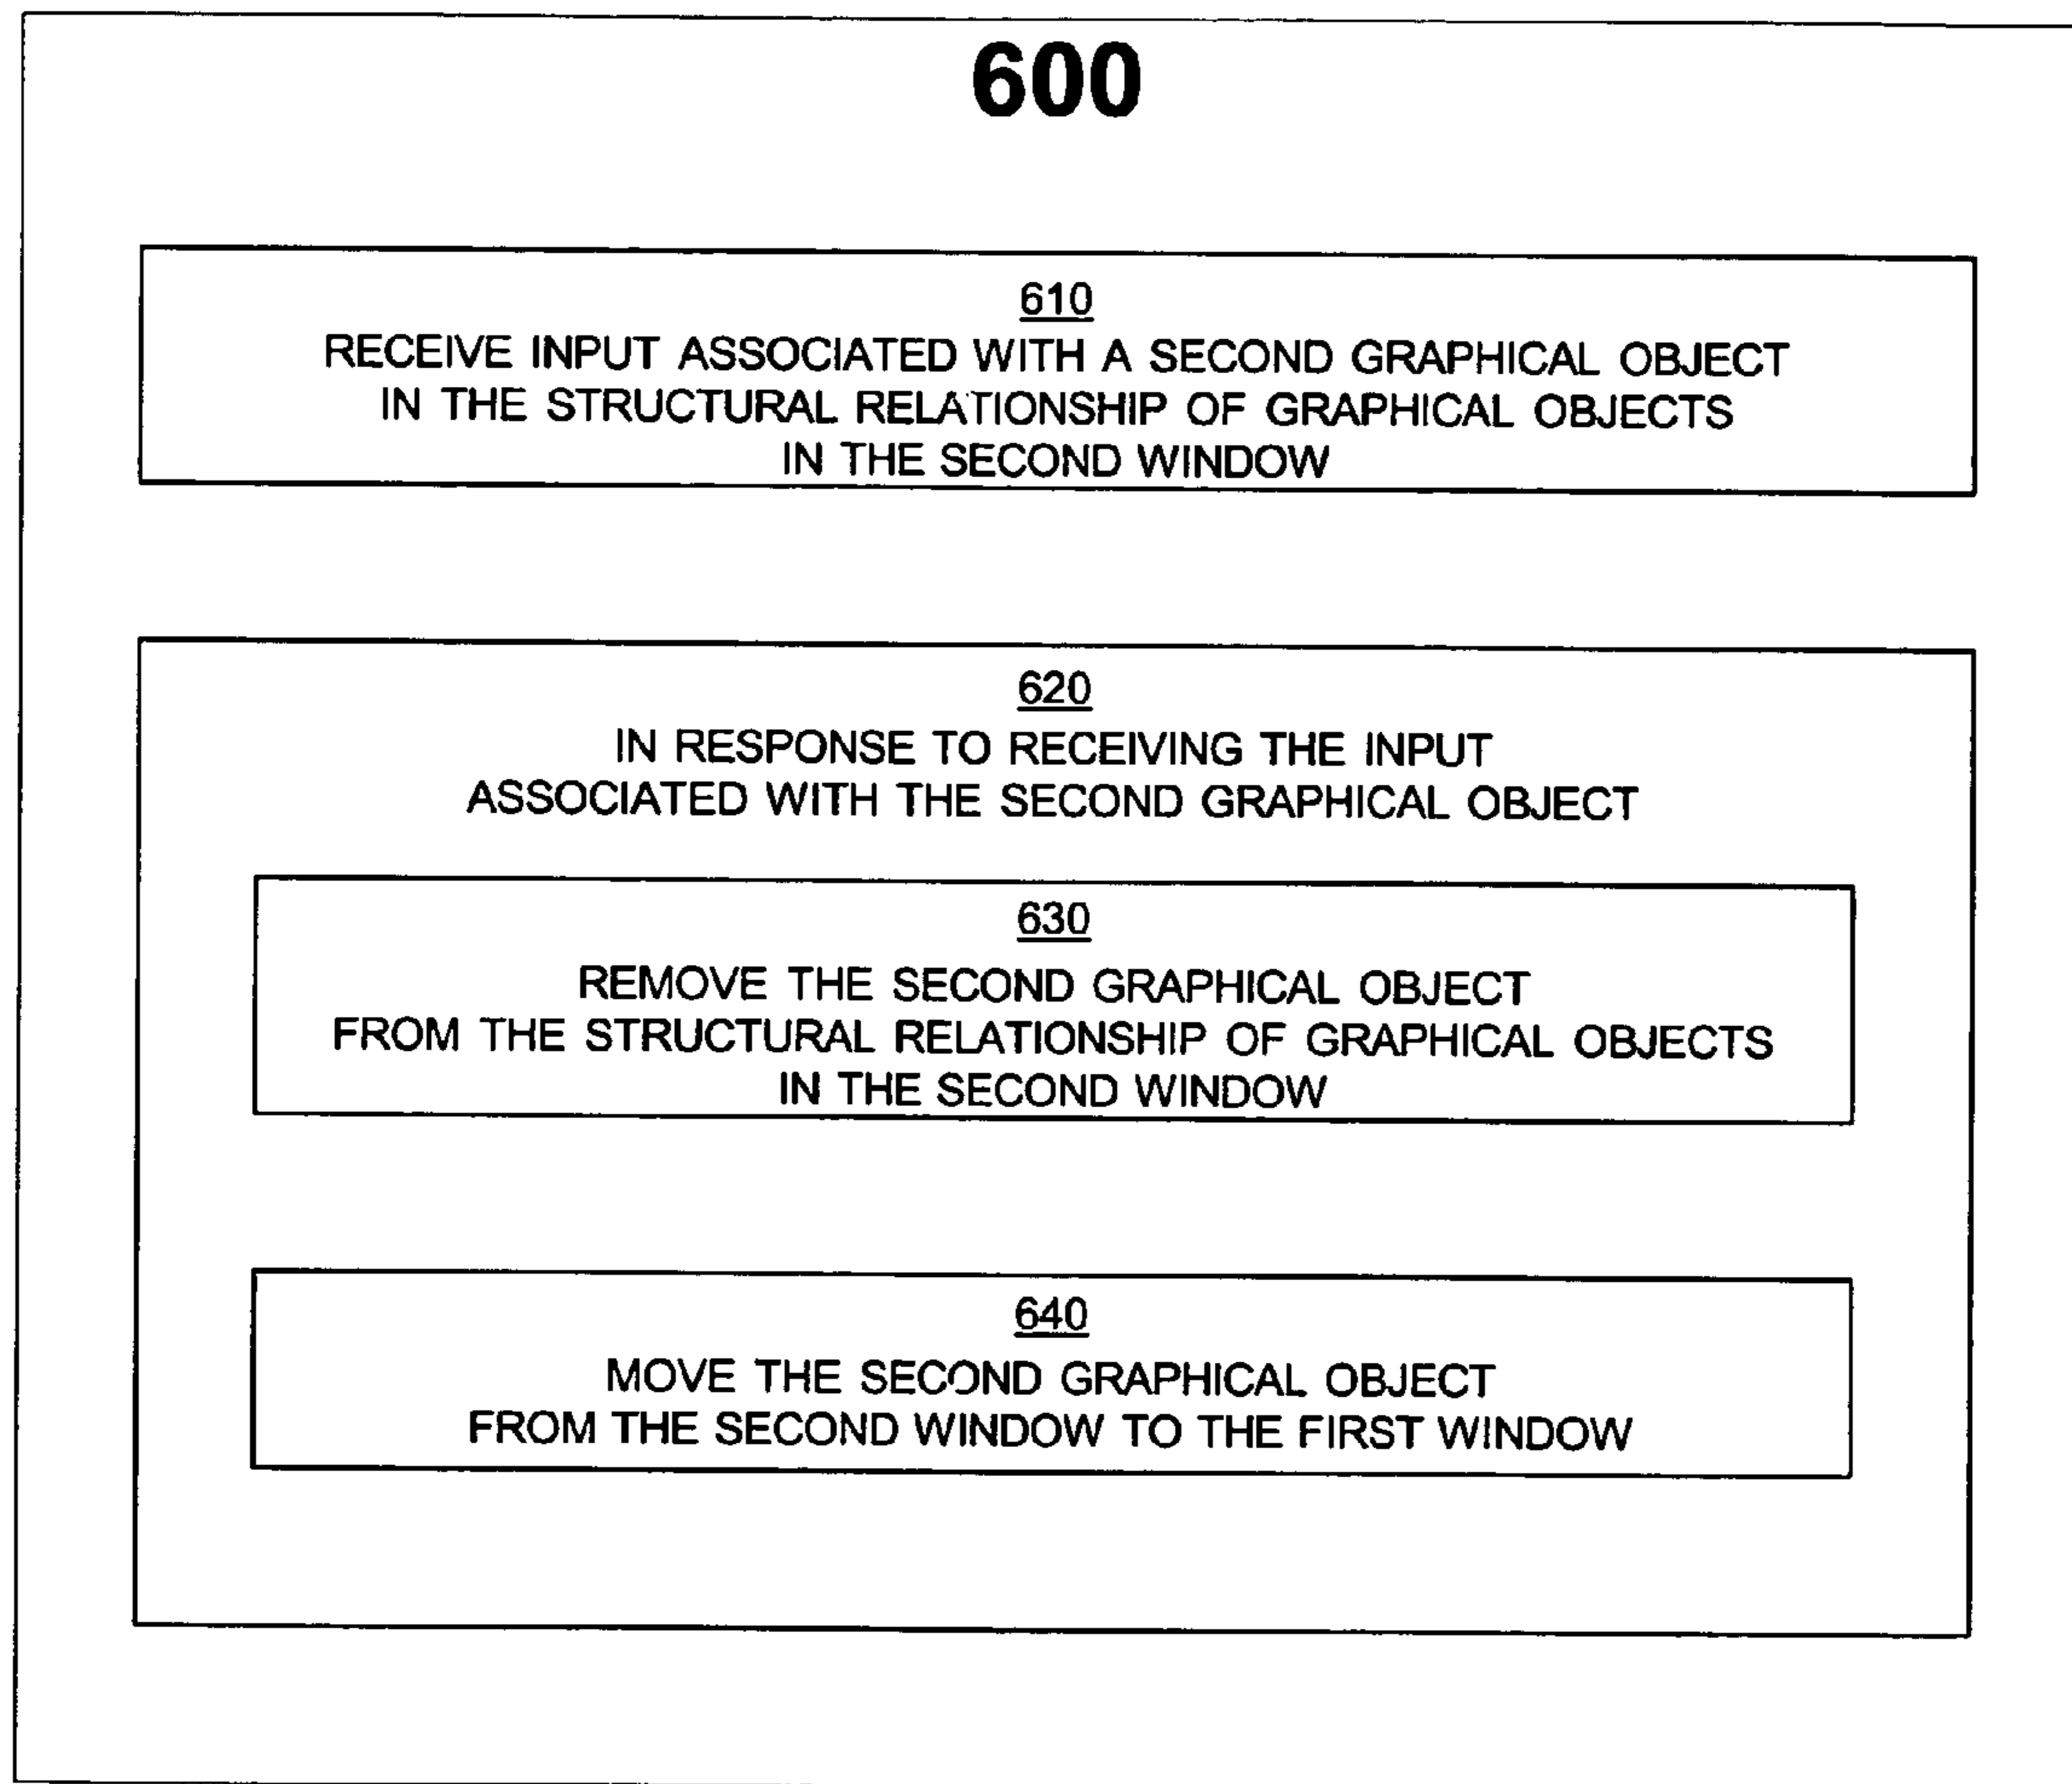 600
610
RECEIVE INPUT ASSOCIATED WITH A SECOND GRAPHICAL OBJECT
IN THE STRUCTURAL RELATIONSHIP OF GRAPHICAL OBJECTS
IN THE SECOND WINDOW
620
IN RESPONSE TO RECEIVING THE INPUT
ASSOCIATED WITH THE SECOND GRAPHICAL OBJECT
630
REMOVE THE SECOND GRAPHICAL OBJECT
FROM THE STRUCTURAL RELATIONSHIP OF GRAPHICAL OBJECTS
IN THE SECOND WINDOW
640
MOVE THE SECOND GRAPHICAL OBJECT
FROM THE SECOND WINDOW TO THE FIRST WINDOW